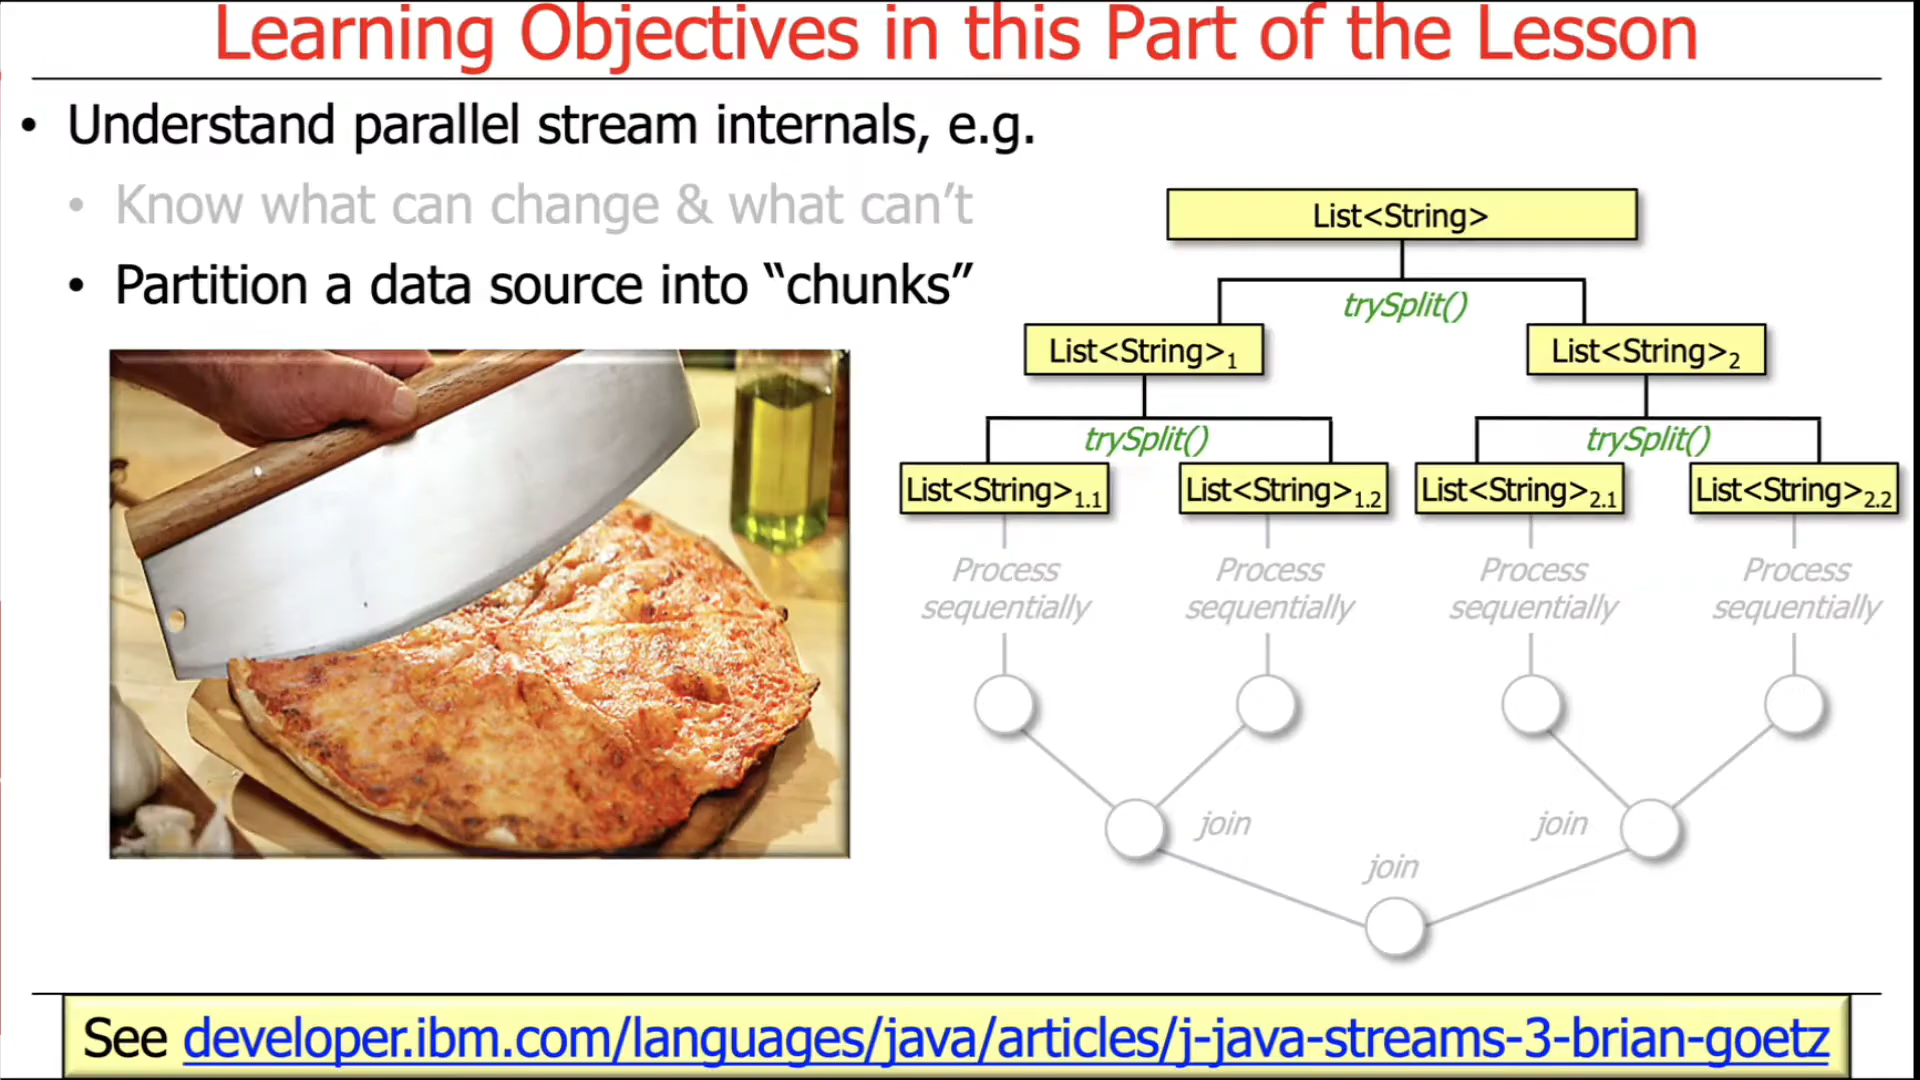 Learning Objectives in this Part of the Lesson
• Understand parallel stream internals, e.g.
• Know what can change & what can’t
• Partition a data source into “chunks”
List<String>
trySplit()
List<String>1
List<String>2
trySplit()
trySplit()
List<String>1.1
List<String>1.2
List<String>2.1
List<String>2.2
Process
sequentially
Process
sequentially
Process
sequentially
Process
sequentially
join
join
join
See developer.ibm.com/languages/java/articles/j-java-streams-3-brian-goetz